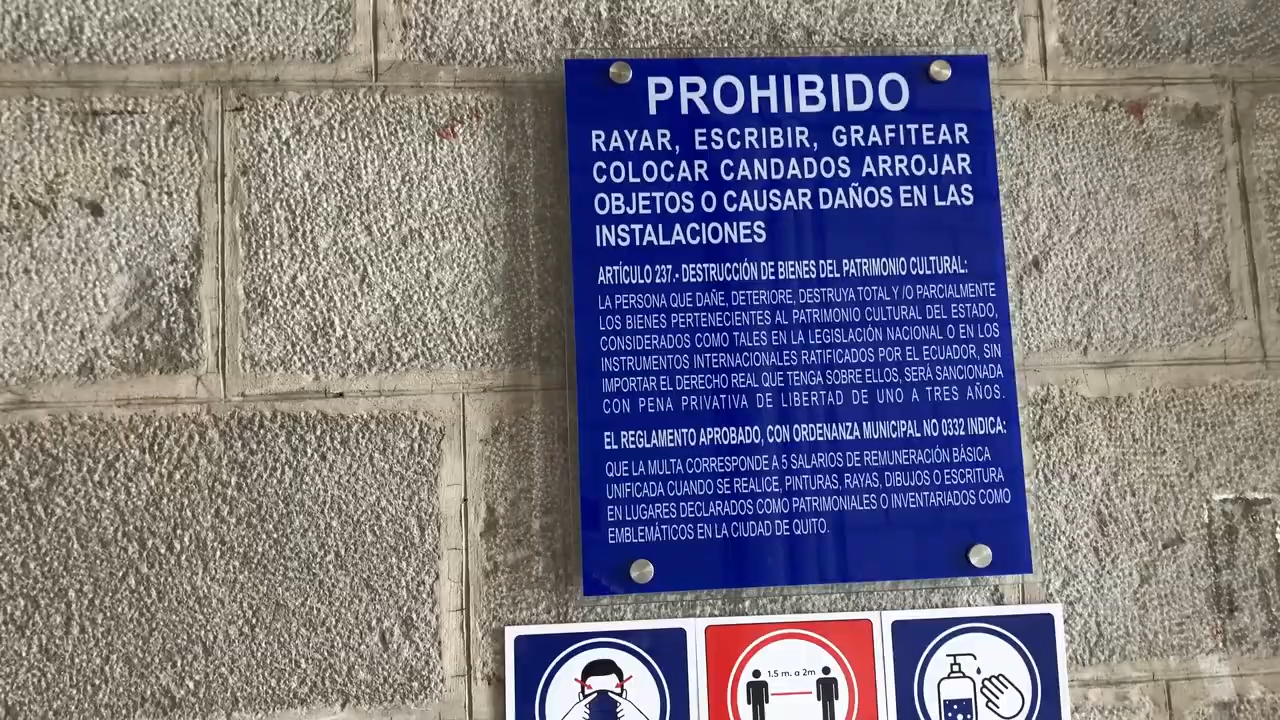 PROHIBIDO
RAYAR, ESCRIBIR, GRAFITEAR
COLOCAR CANDADOS ARROJAR
OBJETOS O CAUSAR DAÑOS EN LAS
INSTALACIONES
ARTÍCULO 237.- DESTRUCCIÓN DE BIENES DEL PATRIMONIO CULTURAL:
LA PERSONA QUE DAÑE, DETERIORE, DESTRUYA TOTAL Y /O PARCIALMENTE
LOS BIENES PERTENECIENTES AL PATRIMONIO CULTURAL DEL ESTADO,
CONSIDERADOS COMO TALES EN LA LEGISLACIÓN NACIONAL O EN LOS
INSTRUMENTOS INTERNACIONALES RATIFICADOS POR EL ECUADOR, SIN
IMPORTAR EL DERECHO REAL QUE TENGA SOBRE ELLOS, SERÁ SANCIONADA
CON PENA PRIVATIVA DE LIBERTAD DE UNO A TRES AÑOS.
EL REGLAMENTO APROBADO, CON ORDENANZA MUNICIPAL NO 0332 INDICA:
QUE LA MULTA CORRESPONDE A 5 SALARIOS DE REMUNERACIÓN BÁSICA
UNIFICADA CUANDO SE REALICE, PINTURAS, RAYAS, DIBUJOS O ESCRITURA
EN LUGARES DECLARADOS COMO PATRIMONIALES O INVENTARIADOS COMO
EMBLEMÁTICOS EN LA CIUDAD DE QUITO.
1.5 m. a 2m